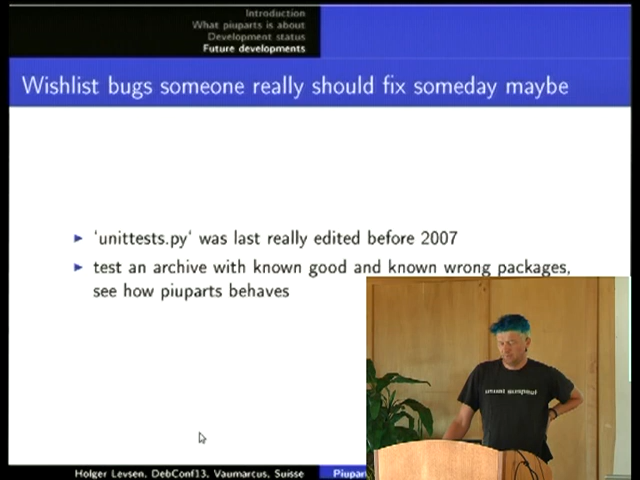 Introduction
What piuparts is about
Development status
Future developments
Wishlist bugs someone really should fix someday maybe
‘unittests.py‘ was last really edited before 2007
test an archive with known good and known wrong packages,
see how piuparts behaves
Holger Levsen, DebConf13, Vaumarcus, Suisse